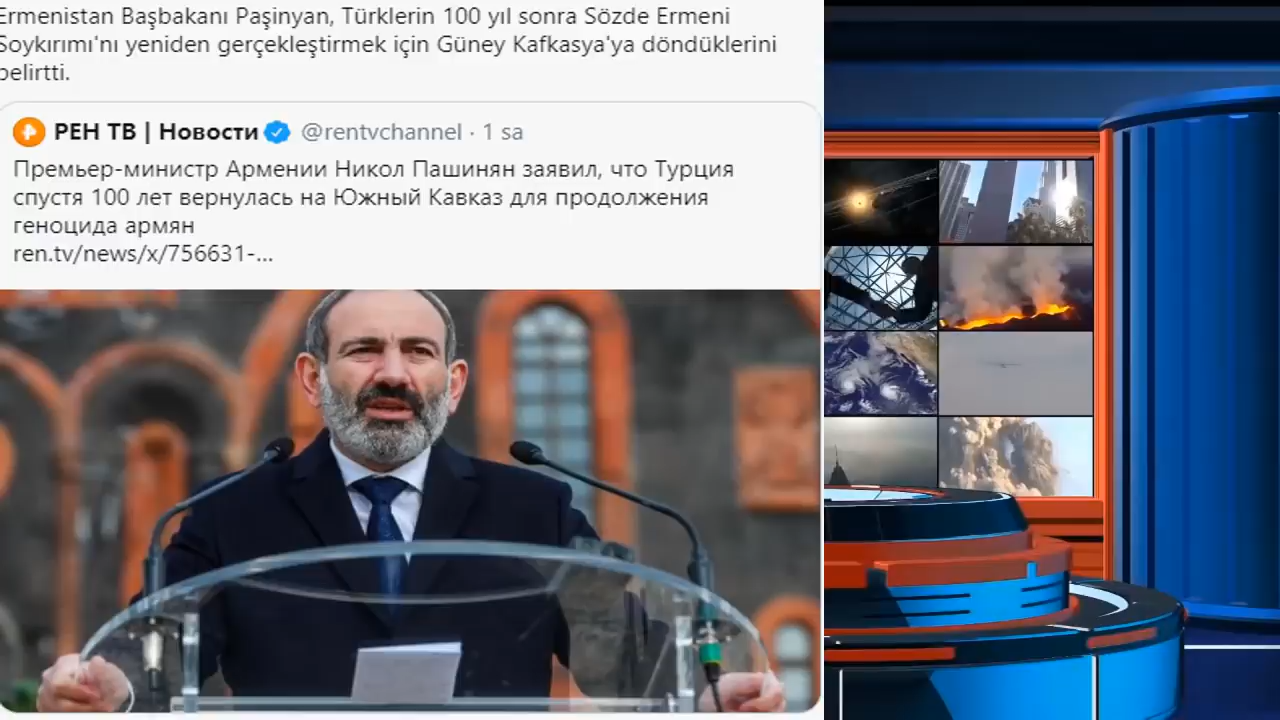 Ermenistan Başbakanı Paşinyan, Türklerin 100 yıl sonra Sözde Ermeni
Soykırımı'nı yeniden gerçekleştirmek için Güney Kafkasya'ya döndüklerini
belirtti.
РЕН ТВ | Новости @rentvchannel · 1 sa
Премьер-министр Армении Никол Пашинян заявил, что Турция
спустя 100 лет вернулась на Южный Кавказ для продолжения
геноцида армян
ren.tv/news/x/756631-...